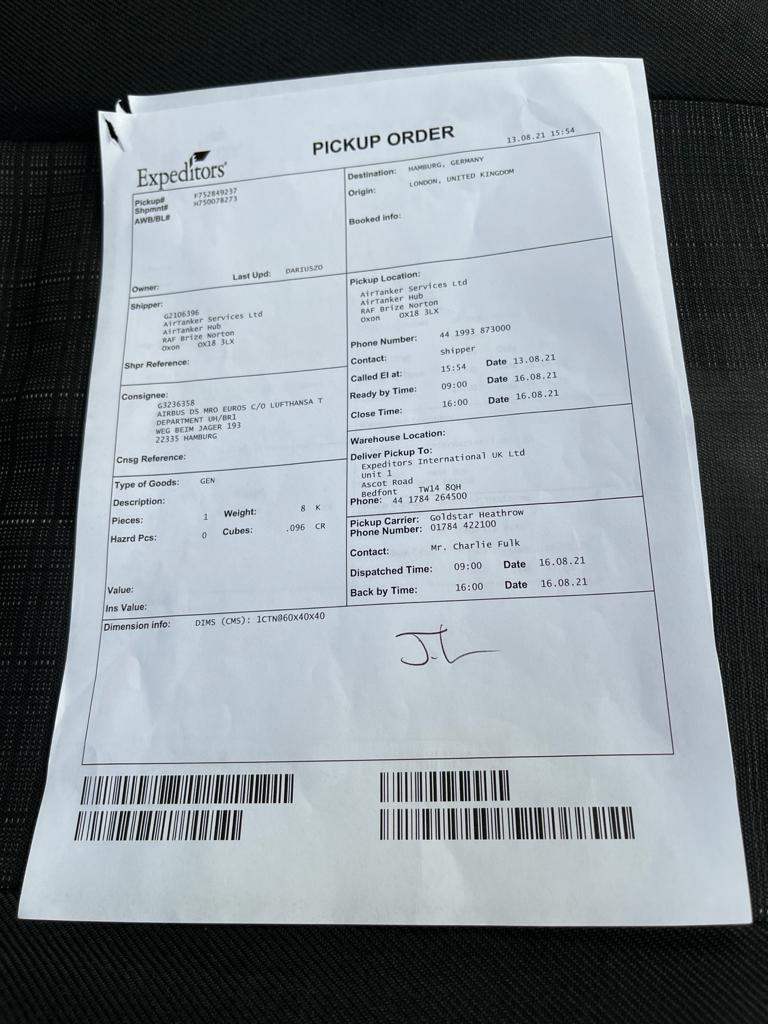 PICKUP ORDER
13.08.21 15:54
Expeditors®
Pickup# F752849237
Shpmnt# H750078273
AWB/BL#
Owner: Last Upd: DARIUSZO
Destination: HAMBURG, GERMANY
Origin: LONDON, UNITED KINGDOM
Booked info:
Shipper:
G2106396
AirTanker Services Ltd
AirTanker Hub
RAF Brize Norton
Oxon OX18 3LX
Shpr Reference:
Pickup Location:
AirTanker Services Ltd
AirTanker Hub
RAF Brize Norton
Oxon OX18 3LX
Phone Number: 44 1993 873000
Contact: shipper
Called EI at: 15:54 Date 13.08.21
Ready by Time: 09:00 Date 16.08.21
Close Time: 16:00 Date 16.08.21
Consignee:
G3236358
AIRBUS DS MRO EUROS C/O LUFTHANSA T
DEPARTMENT UH/BR1
WEG BEIM JAGER 193
22335 HAMBURG
Cnsg Reference:
Warehouse Location:
Deliver Pickup To:
Expeditors International UK Ltd
Unit 1
Ascot Road
Bedfont TW14 8QH
Phone: 44 1784 264500
Type of Goods: GEN
Description:
Pieces: 1 Weight: 8 K
Hazrd Pcs: 0 Cubes: .096 CR
Value:
Ins Value:
Pickup Carrier: Goldstar Heathrow
Phone Number: 01784 422100
Contact: Mr. Charlie Fulk
Dispatched Time: 09:00 Date 16.08.21
Back by Time: 16:00 Date 16.08.21
Dimension info: DIMS (CMS): 1CTN@60X40X40